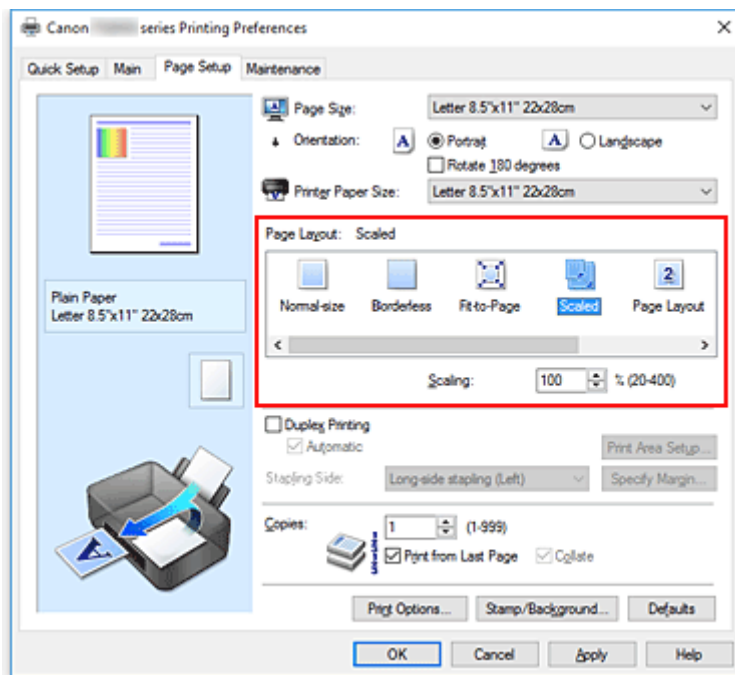 Canon series Printing Preferences
Quick Setup Main Page Setup Maintenance
Page Size: Letter 8.5"x11" 22x28cm
Orientation: A Portrait A Landscape
Rotate 180 degrees
Printer Paper Size: Letter 8.5"x11" 22x28cm
Page Layout: Scaled
Normal-size Borderless Fit-to-Page Scaled Page Layout
Scaling: 100 % (20-400)
Plain Paper
Letter 8.5"x11" 22x28cm
Duplex Printing
Automatic Print Area Setup...
Stapling Side: Long-side stapling (Left) Specify Margin...
Copies: 1 (1-999)
Print from Last Page Collate
Print Options... Stamp/Background... Defaults
OK Cancel Apply Help